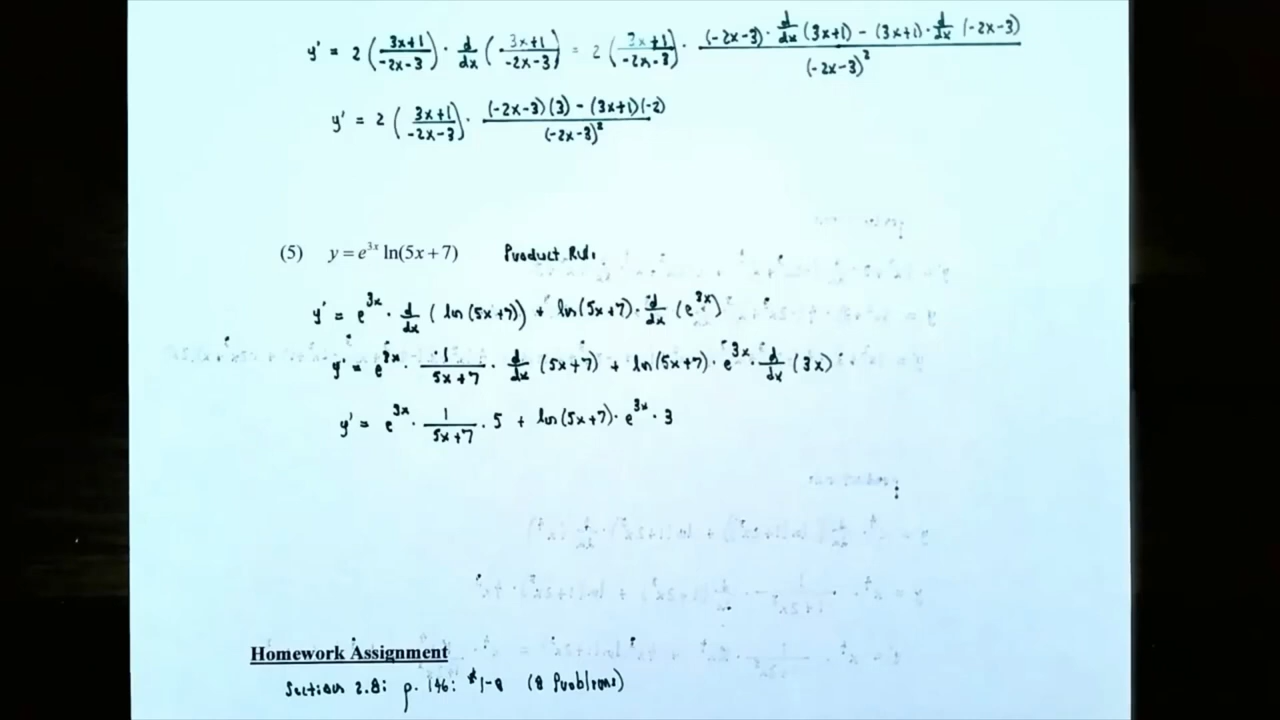 y' = 2 (3x+1/-2x-3) · d/dx (3x+1/-2x-3) = 2 (3x+1/-2x-3) · (-2x-3) · d/dx (3x+1) - (3x+1) · d/dx (-2x-3) / (-2x-3)²
y' = 2 (3x+1/-2x-3) · (-2x-3)(3) - (3x+1)(-2) / (-2x-3)²
(5) y = e^{3x} ln(5x+7) Product Rule
y' = e^{3x} · d/dx (ln(5x+7)) + ln(5x+7) · d/dx (e^{3x})
y' = e^{3x} · 1/5x+7 · d/dx (5x+7) + ln(5x+7) · e^{3x} · d/dx (3x)
y' = e^{3x} · 1/5x+7 · 5 + ln(5x+7) · e^{3x} · 3
Homework Assignment
Section 2.8: p. 146: #1-8 (8 Problems)